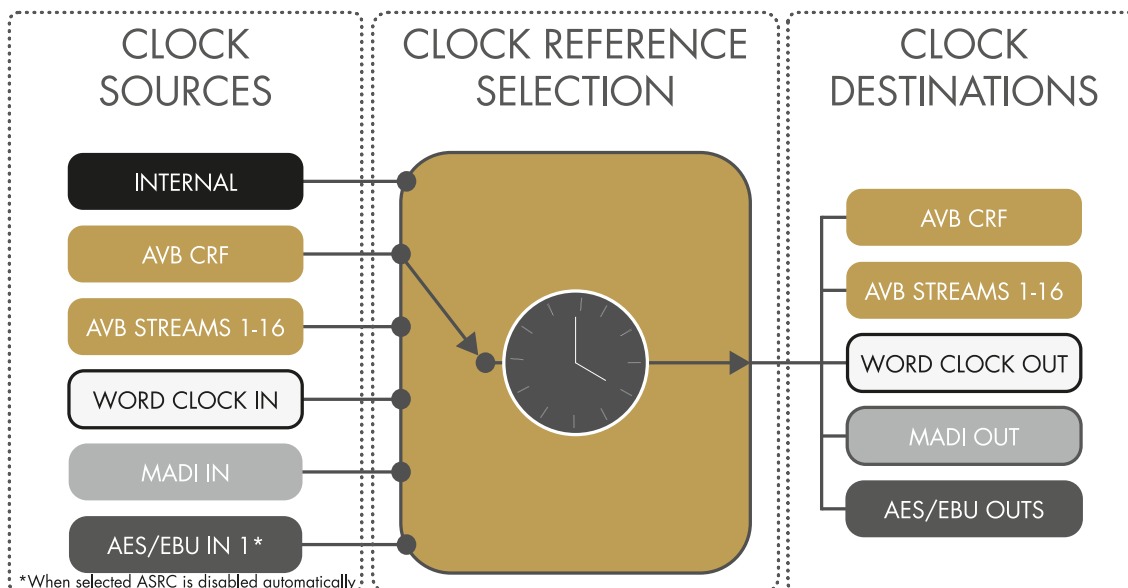 CLOCK
SOURCES
INTERNAL
AVB CRF
AVB STREAMS 1-16
WORD CLOCK IN
MADI IN
AES/EBU IN 1*
*When selected ASRC is disabled automatically
CLOCK REFERENCE
SELECTION
CLOCK
DESTINATIONS
AVB CRF
AVB STREAMS 1-16
WORD CLOCK OUT
MADI OUT
AES/EBU OUTS